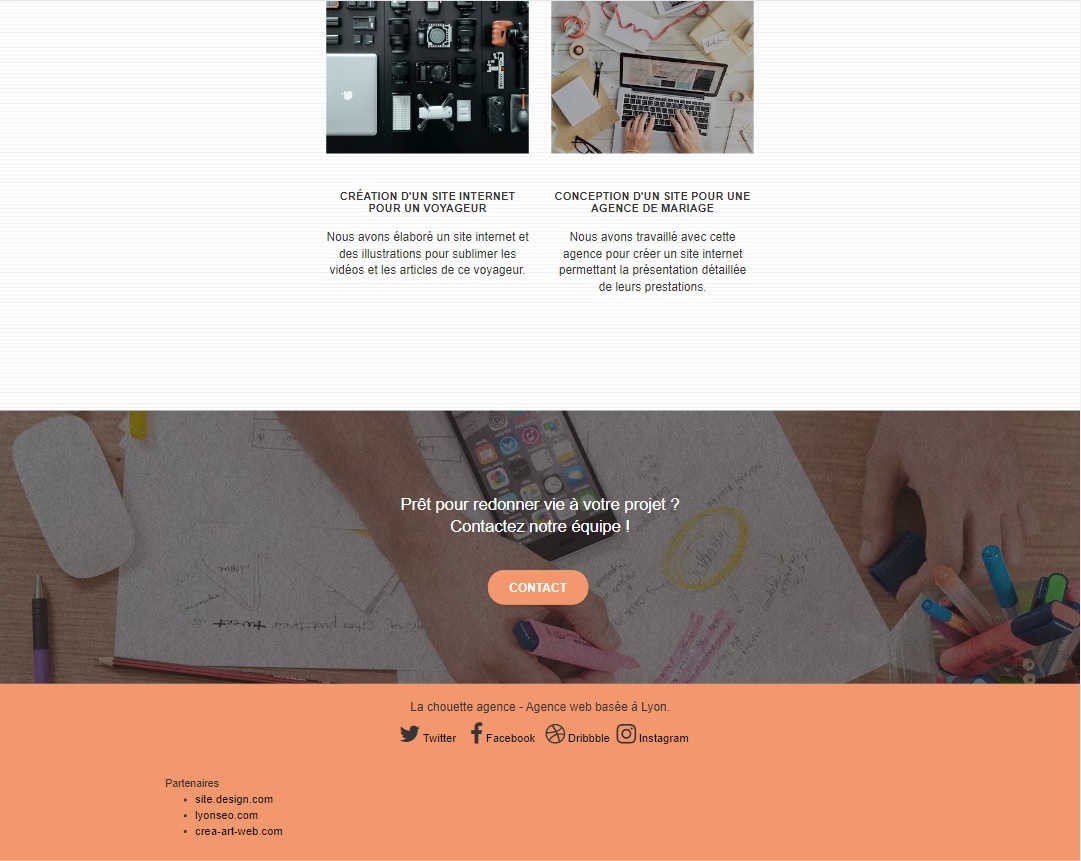 CRÉATION D'UN SITE INTERNET
POUR UN VOYAGEUR
Nous avons élaboré un site internet et
des illustrations pour sublimer les
vidéos et les articles de ce voyageur.
CONCEPTION D'UN SITE POUR UNE
AGENCE DE MARIAGE
Nous avons travaillé avec cette
agence pour créer un site internet
permettant la présentation détaillée
de leurs prestations.
Prêt pour redonner vie à votre projet ?
Contactez notre équipe !
CONTACT
La chouette agence - Agence web basée à Lyon.
Twitter Facebook Dribbble Instagram
Partenaires
• site.design.com
• lyonseo.com
• crea-art-web.com